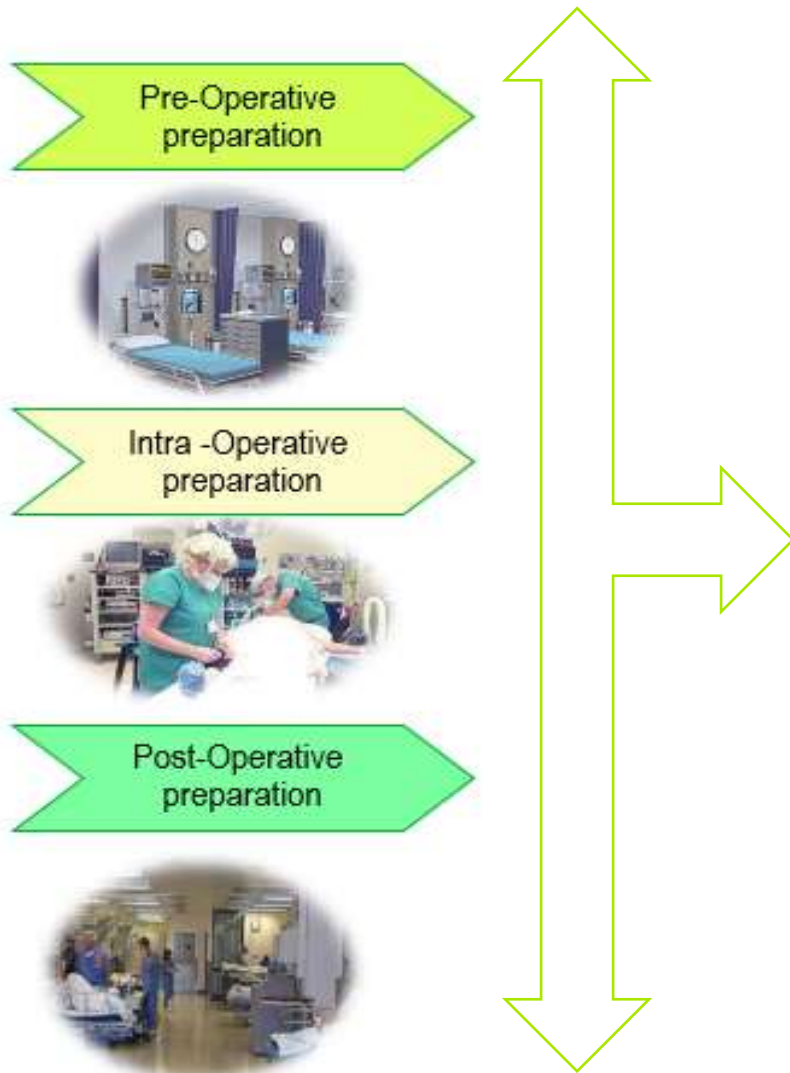 Pre-Operative
preparation
Intra -Operative
preparation
Post-Operative
preparation